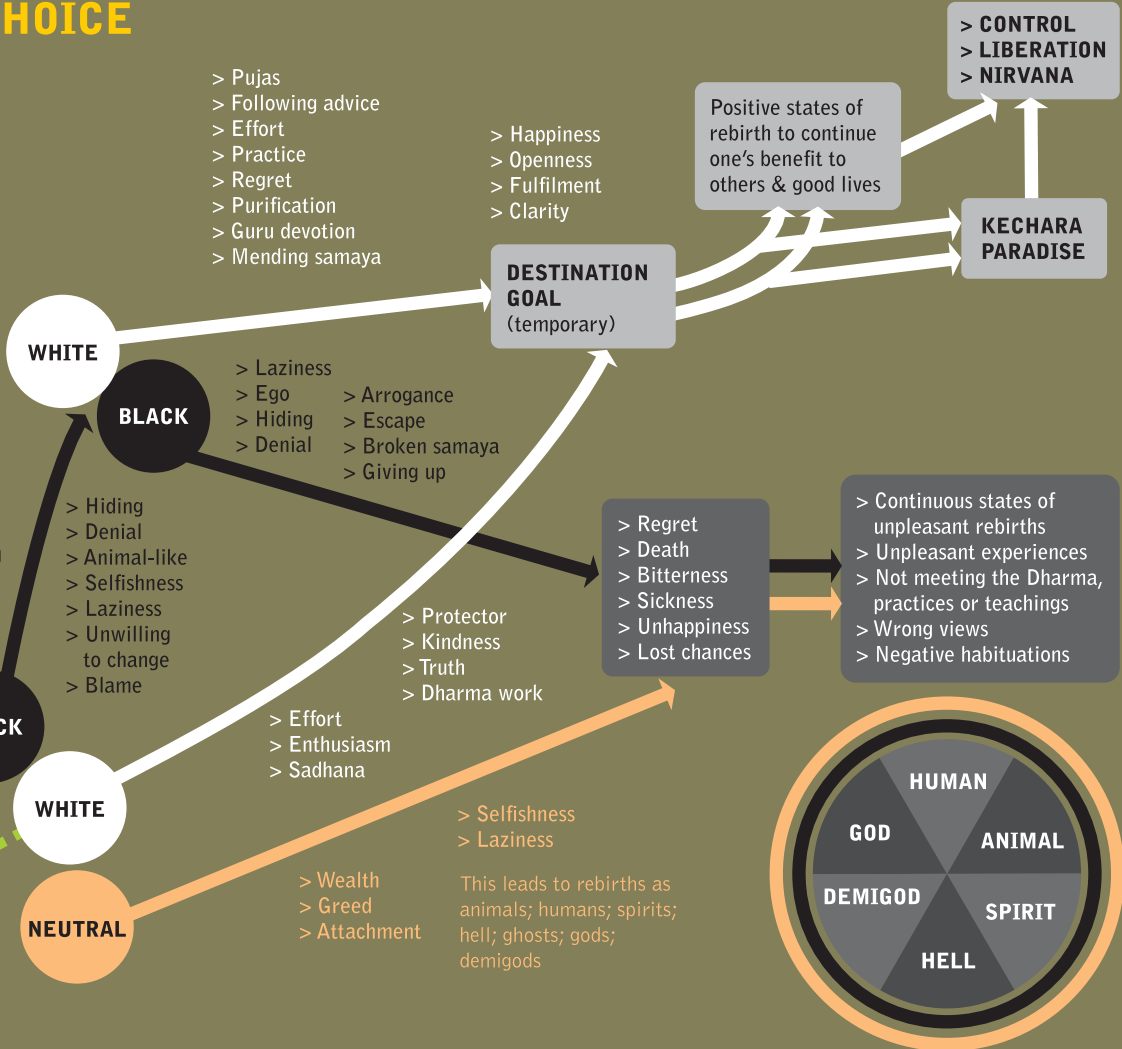 HOICE
> CONTROL
> LIBERATION
> NIRVANA
> Pujas
> Following advice
> Effort
> Practice
> Regret
> Purification
> Guru devotion
> Mending samaya
> Happiness
> Openness
> Fulfilment
> Clarity
Positive states of
rebirth to continue
one's benefit to
others & good lives
KECHARA
PARADISE
DESTINATION
GOAL
(temporary)
WHITE
BLACK
> Laziness
> Ego
> Hiding
> Denial
> Arrogance
> Escape
> Broken samaya
> Giving up
> Hiding
> Denial
> Animal-like
> Selfishness
> Laziness
> Unwilling
to change
> Blame
> Regret
> Death
> Bitterness
> Sickness
> Unhappiness
> Lost chances
> Continuous states of
unpleasant rebirths
> Unpleasant experiences
> Not meeting the Dharma,
practices or teachings
> Wrong views
> Negative habituations
> Protector
> Kindness
> Truth
> Dharma work
CK
> Effort
> Enthusiasm
> Sadhana
WHITE
> Selfishness
> Laziness
NEUTRAL
> Wealth
> Greed
> Attachment
This leads to rebirths as
animals; humans; spirits;
hell; ghosts; gods;
demigods
HUMAN
GOD
ANIMAL
DEMIGOD
SPIRIT
HELL